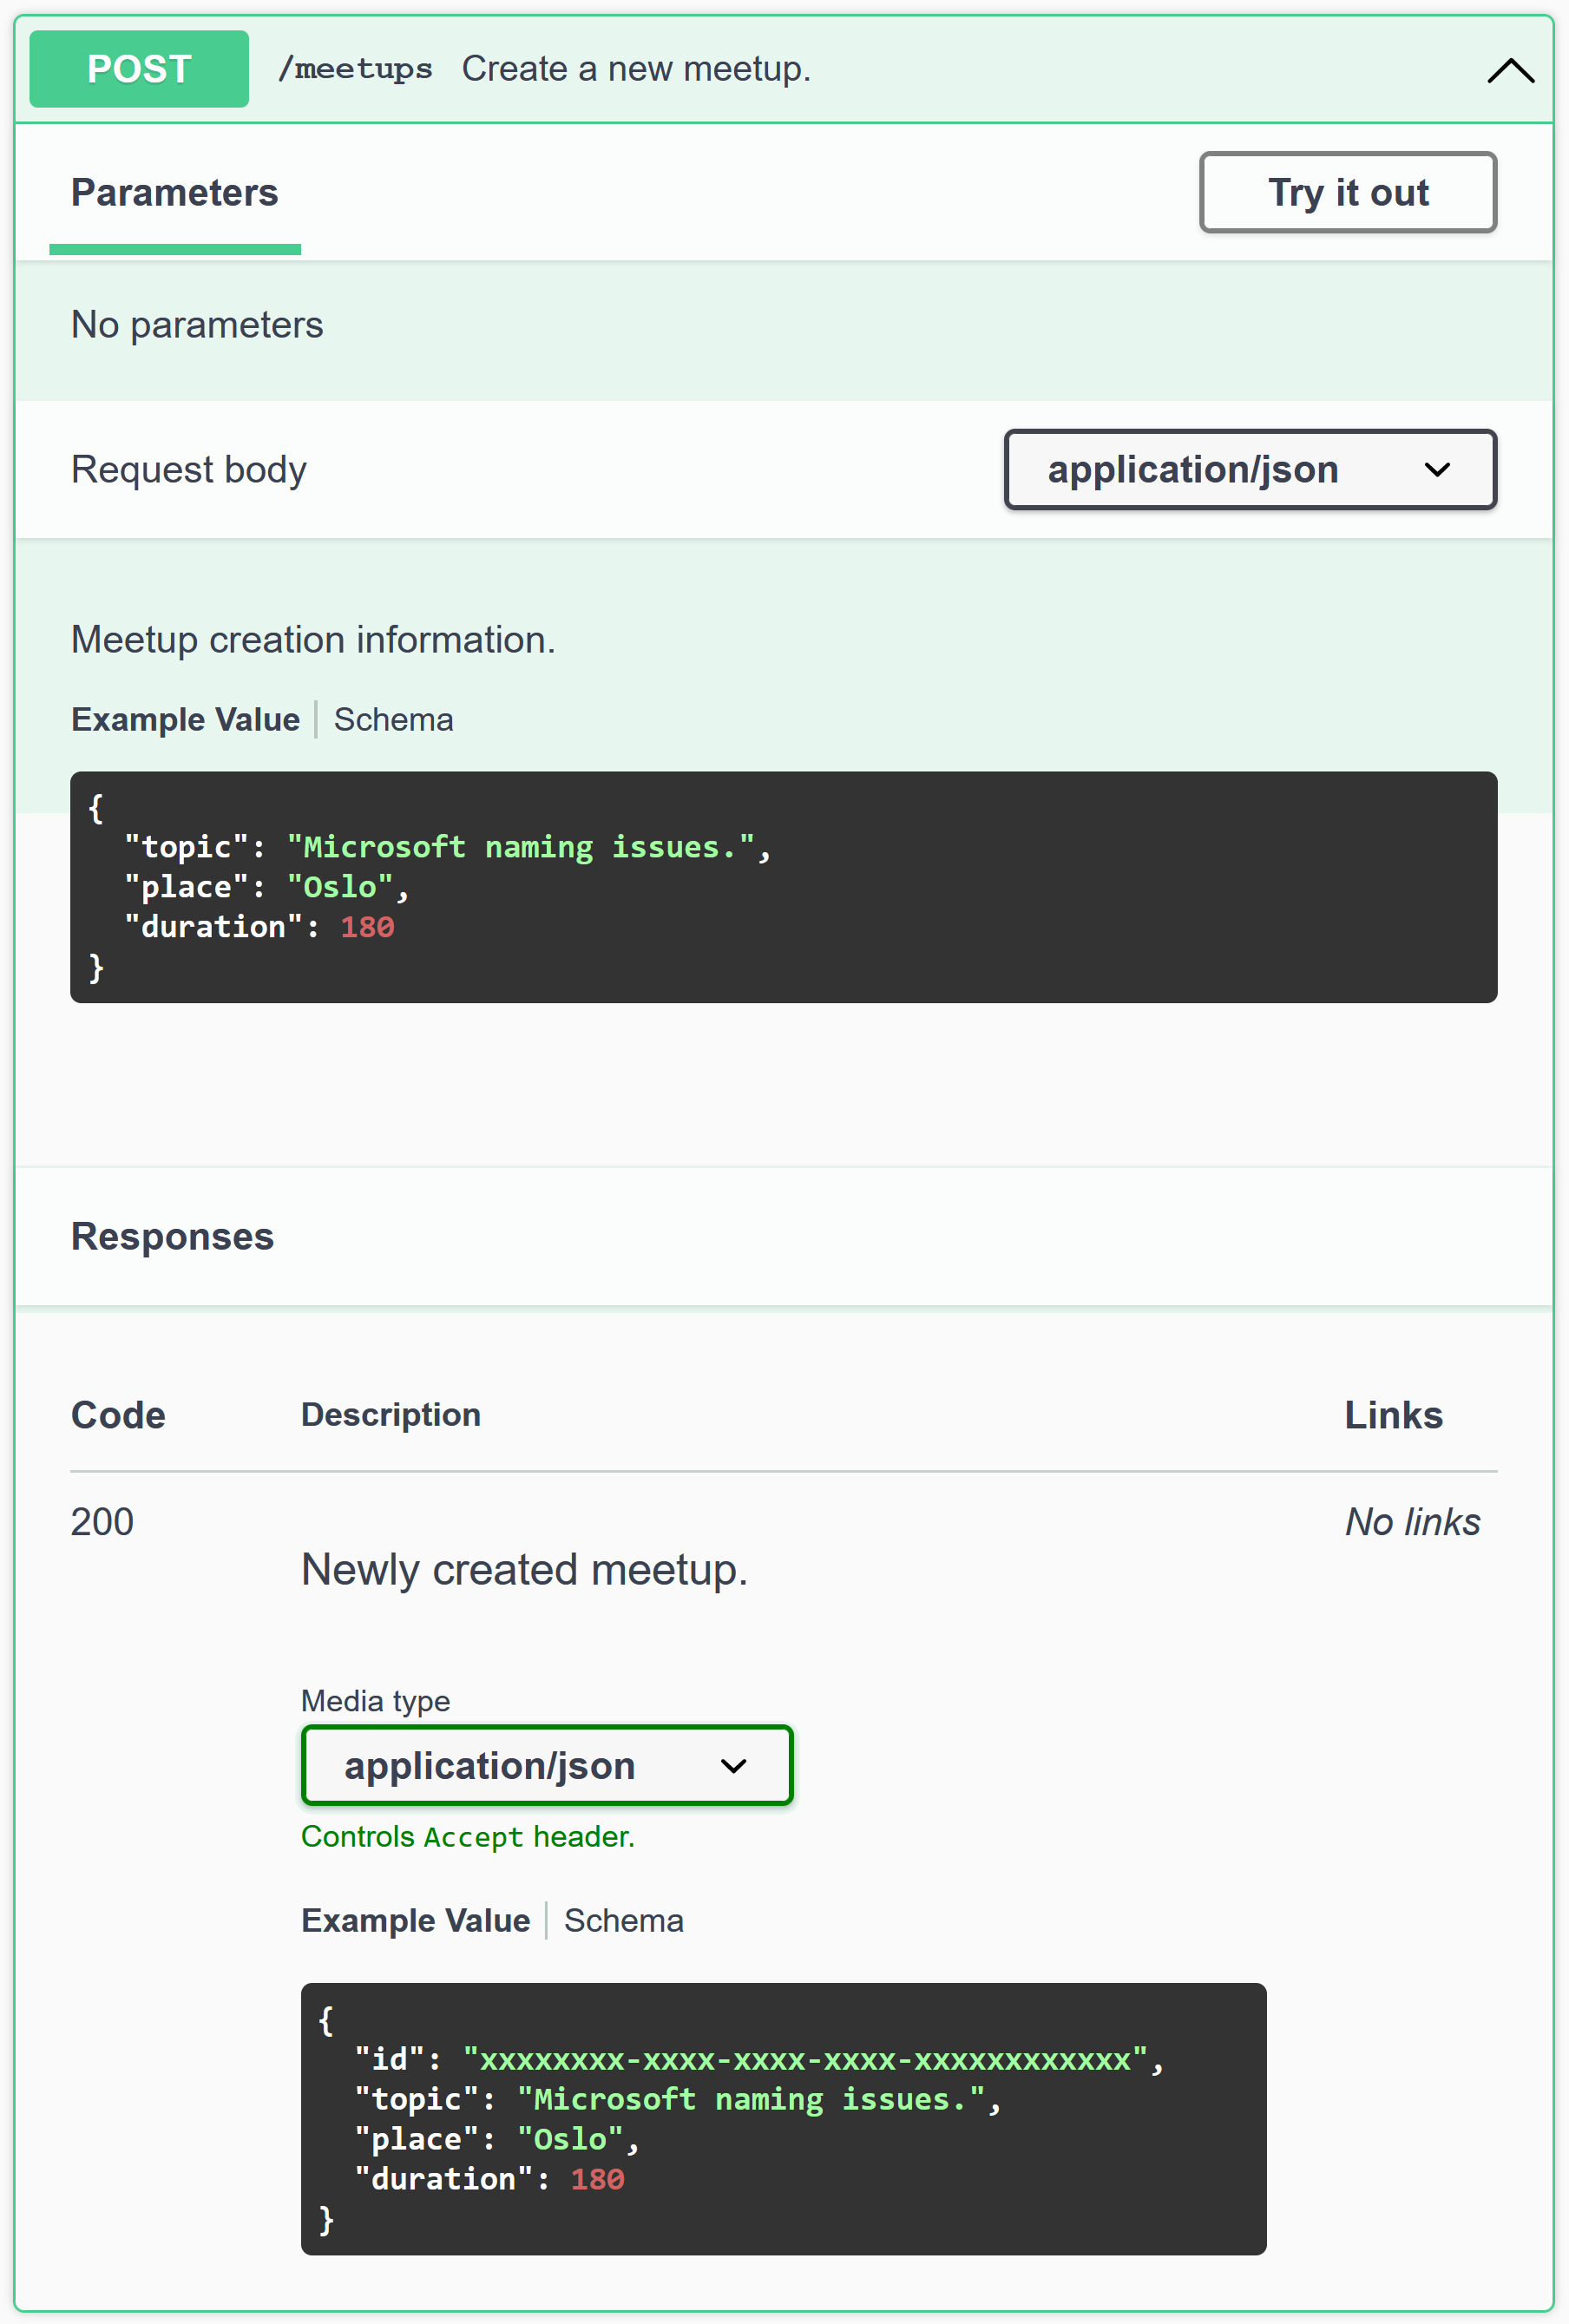 POST /meetups Create a new meetup.
Parameters Try it out
No parameters
Request body application/json
Meetup creation information.
Example Value | Schema
{
  "topic": "Microsoft naming issues.",
  "place": "Oslo",
  "duration": 180
}
Responses
Code Description Links
200 No links
Newly created meetup.
Media type
application/json
Controls Accept header.
Example Value | Schema
{
  "id": "xxxxxxxx-xxxx-xxxx-xxxx-xxxxxxxxxxxx",
  "topic": "Microsoft naming issues.",
  "place": "Oslo",
  "duration": 180
}